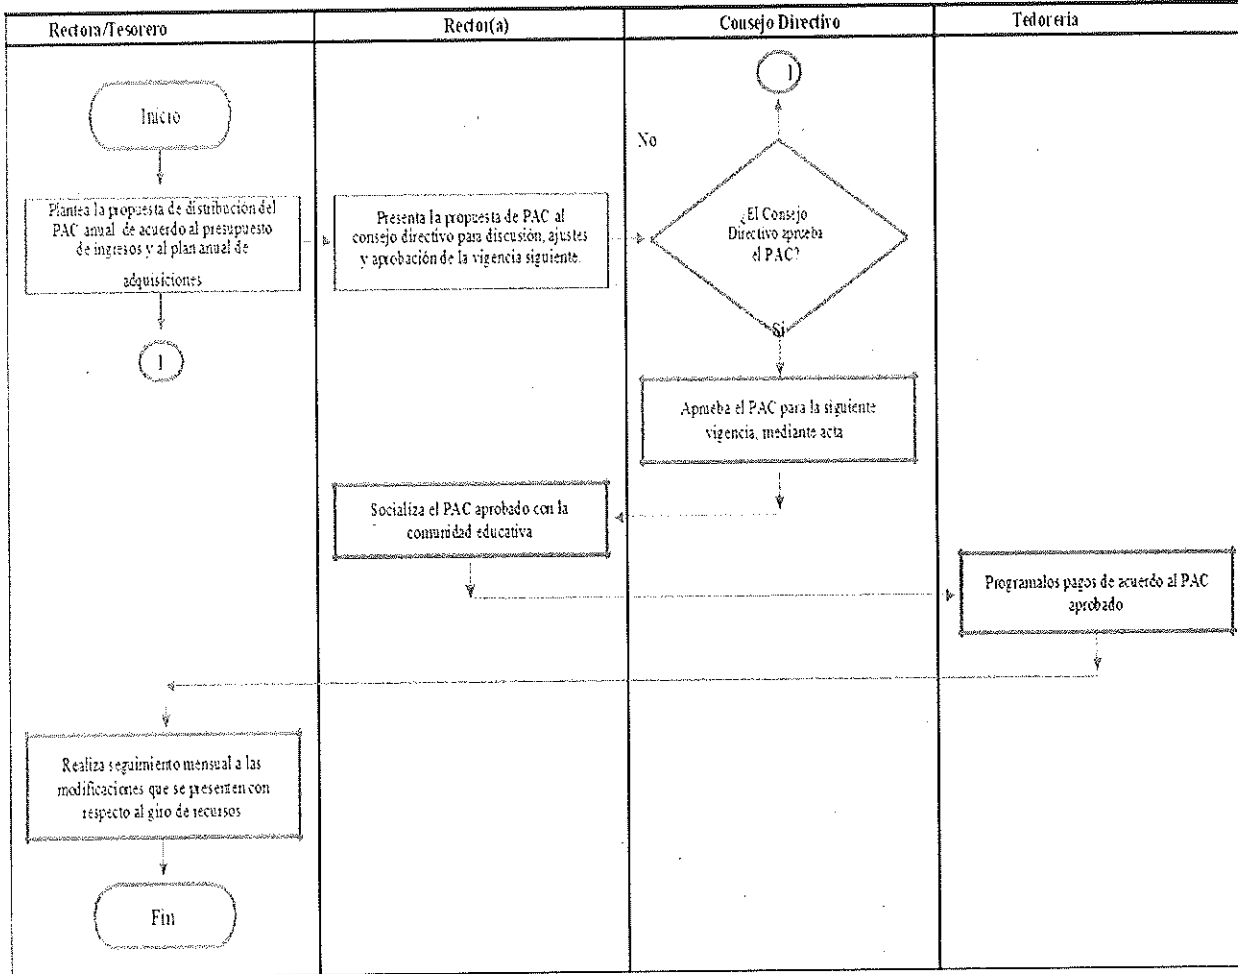 Rectora/Tesorero
Rector(a)
Consejo Directivo
Tedoreria
Inicio
1
No
Plantea la propuesta de distribución del
PAC anual de acuerdo al presupuesto
de ingresos y al plan anual de
adquisiciones
Presenta la propuesta de PAC al
consejo directivo para discusión, ajustes
y aprobación de la vigencia siguiente.
¿El Consejo
Directivo aprueba
el PAC?
Si
1
Aprueba el PAC para la siguiente
vigencia, mediante acta
Socializa el PAC aprobado con la
comunidad educativa
Programalos pagos de acuerdo al PAC
aprobado
Realiza seguimiento mensual a las
modificaciones que se presenten con
respecto al giro de recursos
Fin